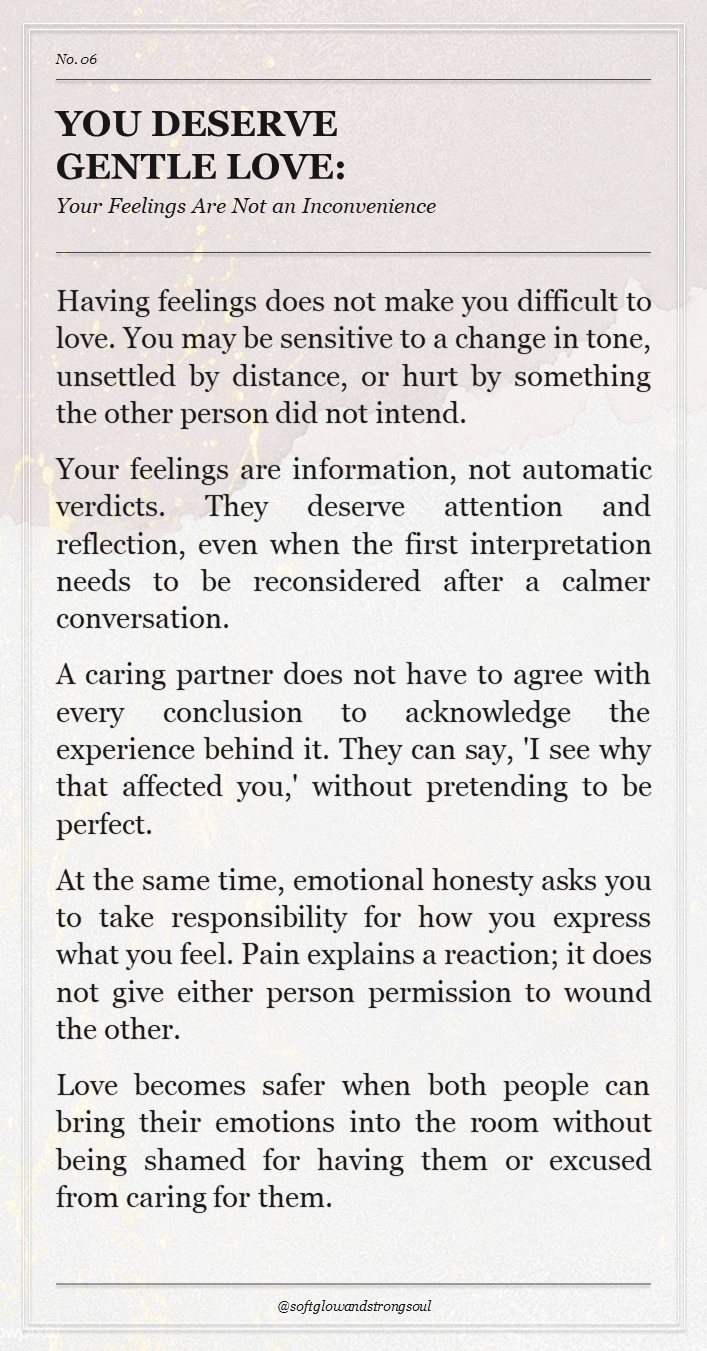 No. 06
YOU DESERVE
GENTLE LOVE:
Your Feelings Are Not an Inconvenience
Having feelings does not make you difficult to
love. You may be sensitive to a change in tone,
unsettled by distance, or hurt by something
the other person did not intend.
Your feelings are information, not automatic
verdicts. They deserve attention and
reflection, even when the first interpretation
needs to be reconsidered after a calmer
conversation.
A caring partner does not have to agree with
every conclusion to acknowledge the
experience behind it. They can say, 'I see why
that affected you,' without pretending to be
perfect.
At the same time, emotional honesty asks you
to take responsibility for how you express
what you feel. Pain explains a reaction; it does
not give either person permission to wound
the other.
Love becomes safer when both people can
bring their emotions into the room without
being shamed for having them or excused
from caring for them.
@softglowandstrongsoul